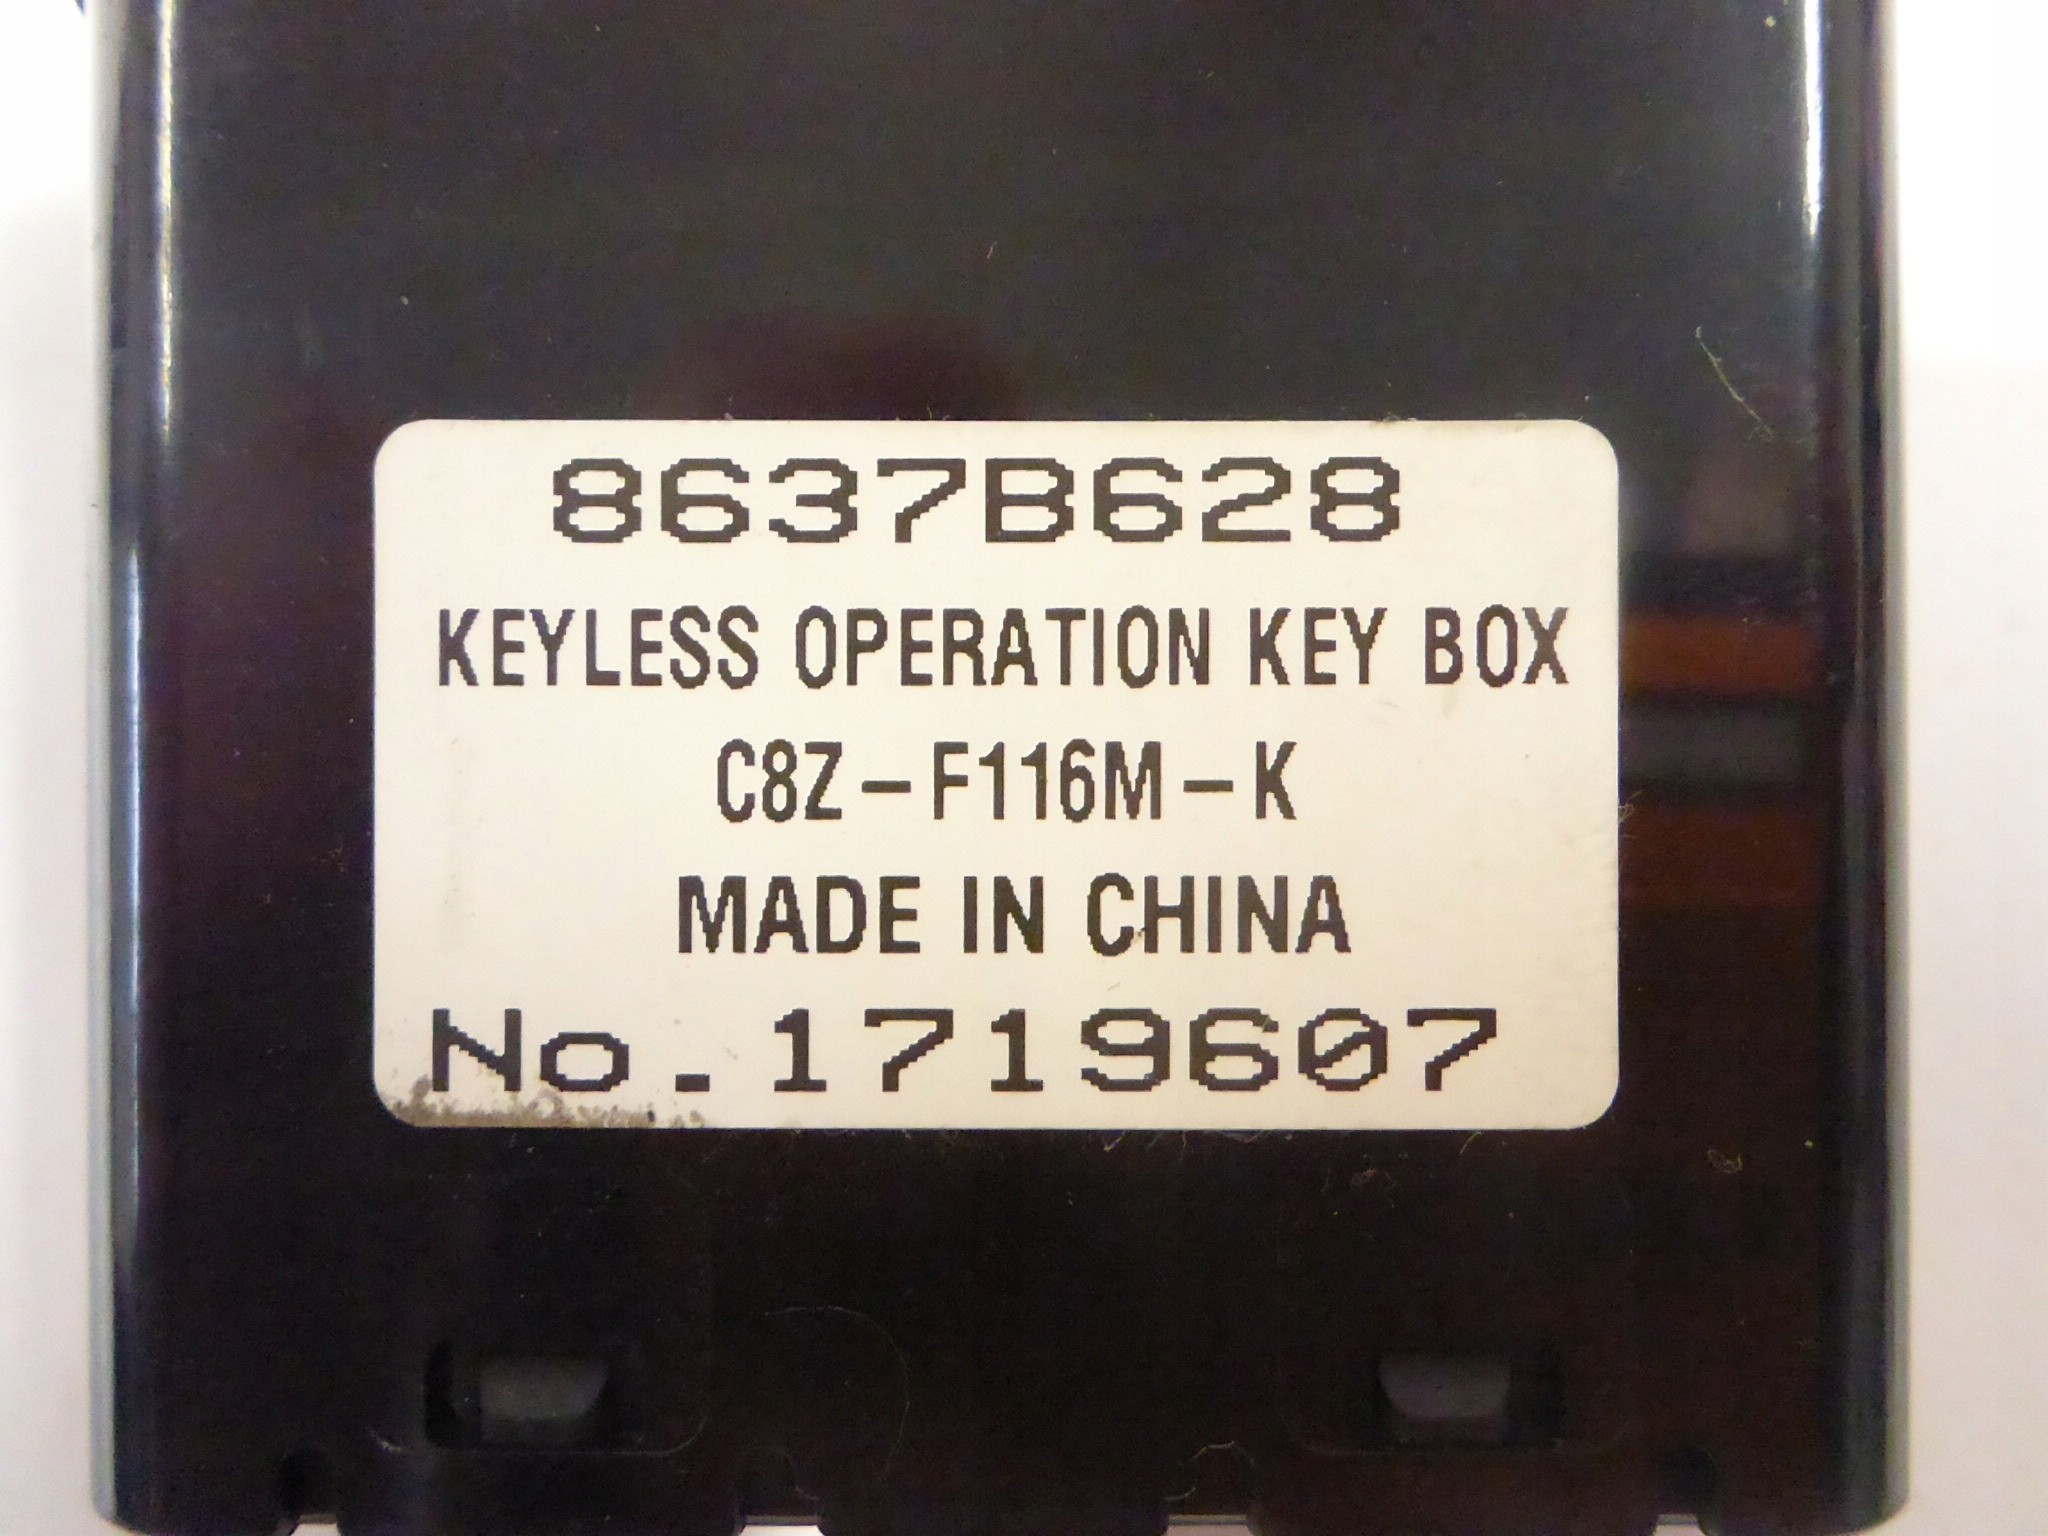 8637B628
KEYLESS OPERATION KEY BOX
C8Z-F116M-K
MADE IN CHINA
No.1719607